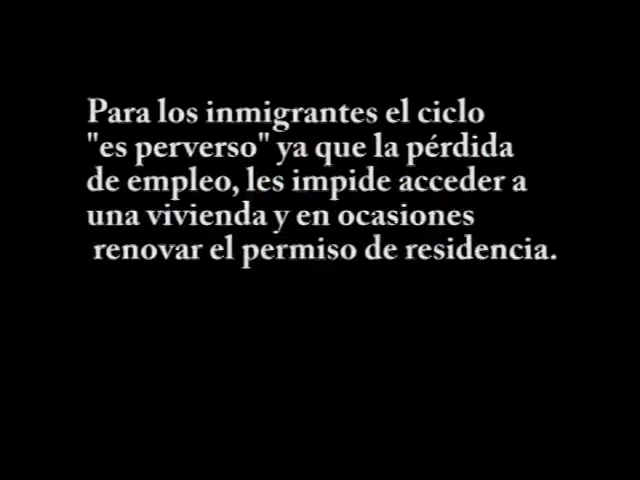 Para los inmigrantes el ciclo
"es perverso" ya que la pérdida
de empleo, les impide acceder a
una vivienda y en ocasiones
renovar el permiso de residencia.